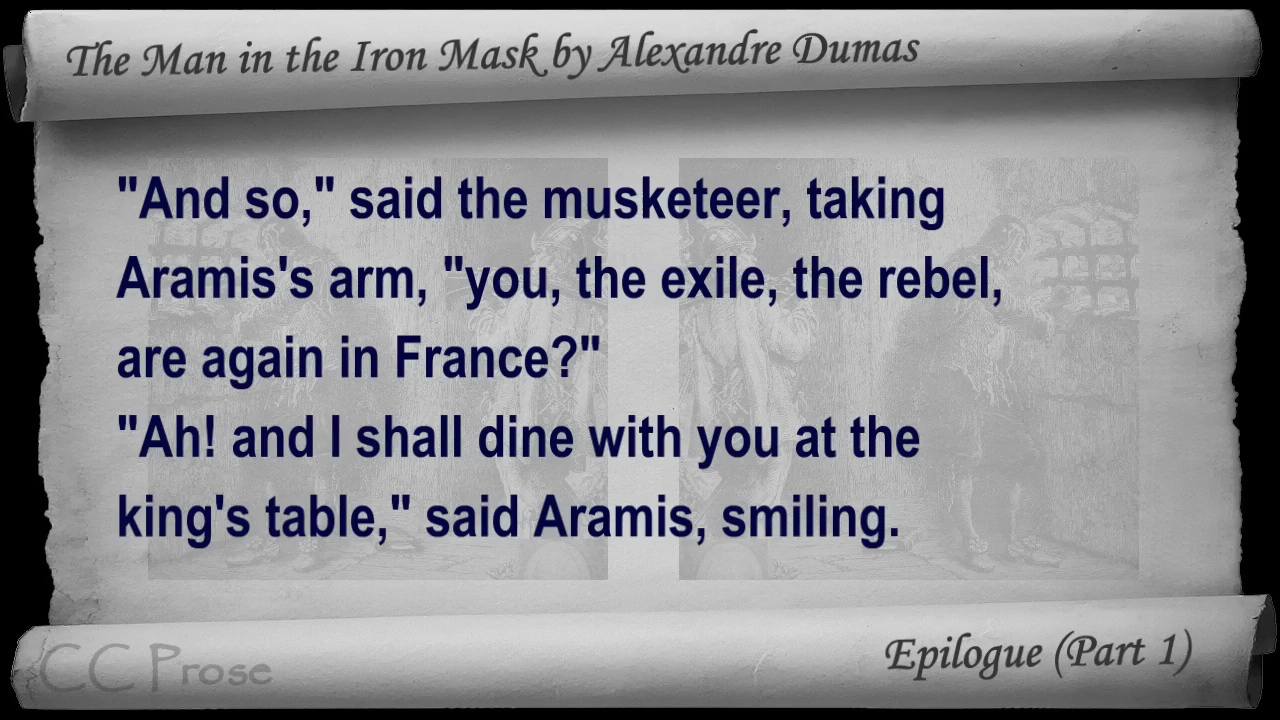 The Man in the Iron Mask by Alexandre Dumas
"And so," said the musketeer, taking
Aramis's arm, "you, the exile, the rebel,
are again in France?"
"Ah! and I shall dine with you at the
king's table," said Aramis, smiling.
CC Prose
Epilogue (Part 1)